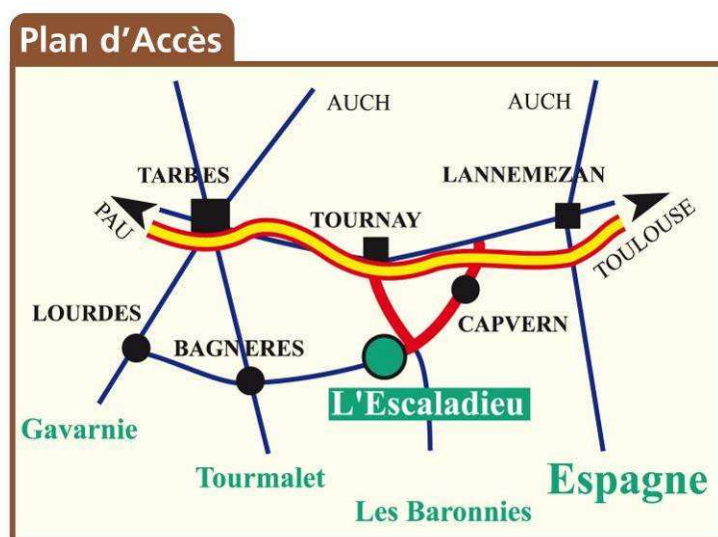 Plan d'Accès
AUCH
AUCH
TARBES
LANNEMEZAN
PAU
TOURNAY
TOULOUSE
LOURDES
BAGNERES
CAPVERN
L'Escaladieu
Gavarnie
Tourmalet
Espagne
Les Baronnies